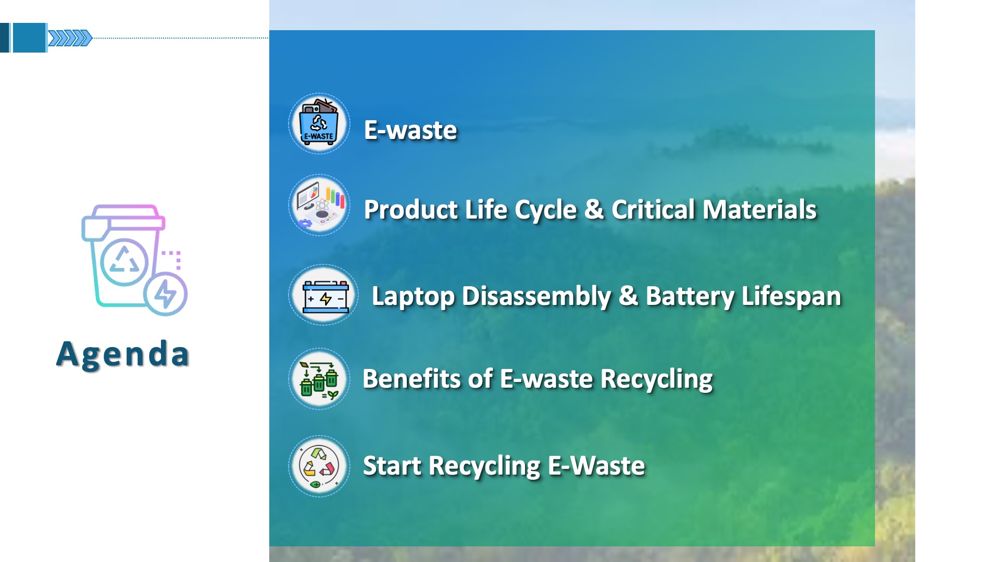 Agenda
E-WASTE
E-waste
Product Life Cycle & Critical Materials
Laptop Disassembly & Battery Lifespan
Benefits of E-waste Recycling
Start Recycling E-Waste